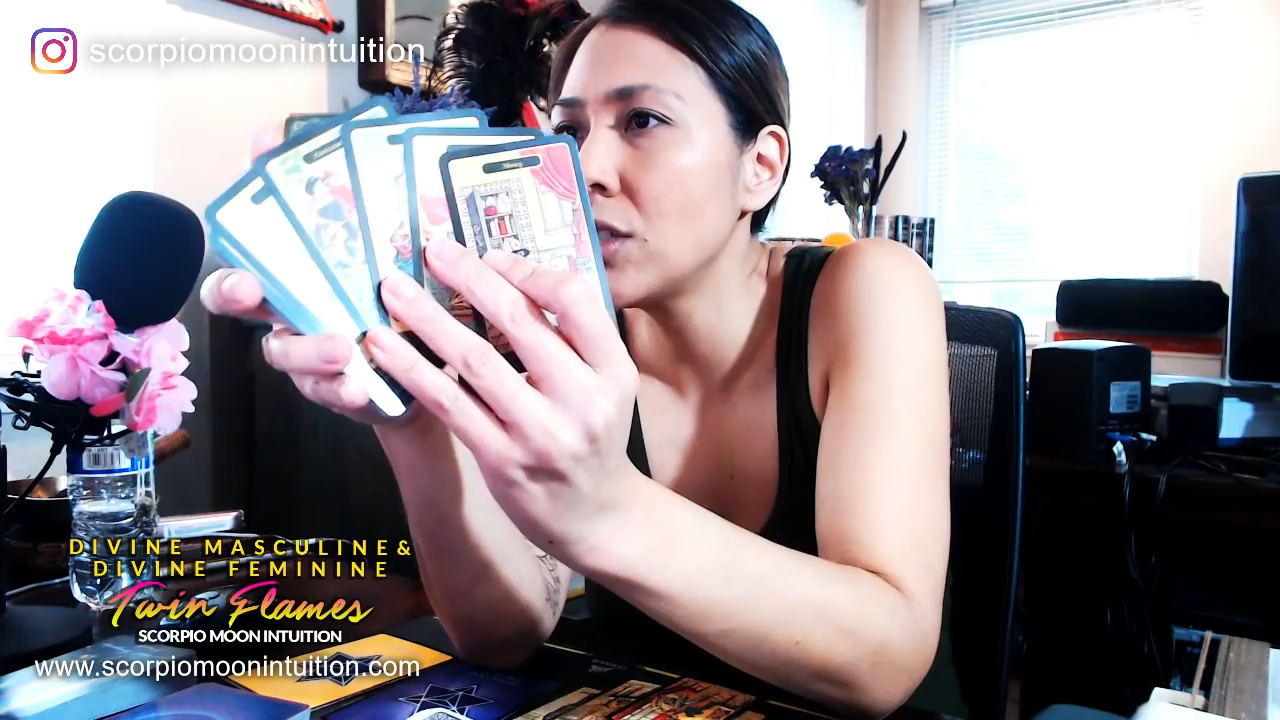 scorpiomoonintuition
DIVINE MASCULINE &
DIVINE FEMININE
Twin Flames
SCORPIO MOON INTUITION
www.scorpiomoonintuition.com